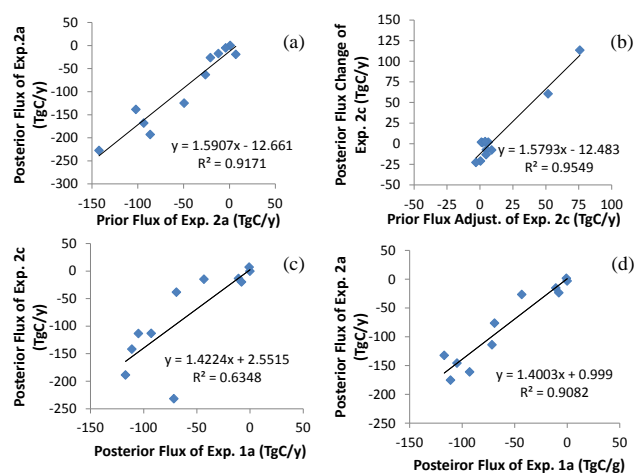 50
0
-50
-100
-150
-200
-250
-300
-150
-100
-50
0
50
Posterior Flux of Exp.2a
(TgC/y)
(a)
y = 1.5907x - 12.661
R² = 0.9171
Prior Flux of Exp. 2a (TgC/y)
150
125
100
75
50
25
0
-25
-50
-25
0
25
50
75
100
Posterior Flux Change of
Exp. 2c (TgC/y)
(b)
y = 1.5793x - 12.483
R² = 0.9549
Prior Flux Adjust. of Exp. 2c (TgC/y)
50
0
-50
-100
-150
-200
-250
-150
-100
-50
0
50
Posterior Flux of Exp. 2c
(TgC/y)
(c)
y = 1.4224x + 2.5515
R² = 0.6348
Posterior Flux of Exp. 1a (TgC/y)
50
0
-50
-100
-150
-200
-250
-150
-100
-50
0
50
Posterior Flux of Exp. 2a
(TgC/y)
(d)
y = 1.4003x + 0.999
R² = 0.9082
Posteiror Flux of Exp. 1a (TgC/g)